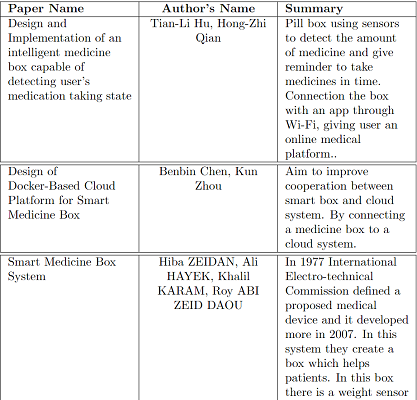 Paper Name Author's Name Summary
Design and Implementation of an intelligent medicine box capable of detecting user's medication taking state
Tian-Li Hu, Hong-Zhi Qian
Pill box using sensors to detect the amount of medicine and give reminder to take medicines in time. Connection the box with an app through Wi-Fi, giving user an online medical platform..
Design of Docker-Based Cloud Platform for Smart Medicine Box
Benbin Chen, Kun Zhou
Aim to improve cooperation between smart box and cloud system. By connecting a medicine box to a cloud system.
Smart Medicine Box System
Hiba ZEIDAN, Ali HAYEK, Khalil KARAM, Roy ABI ZEID DAOU
In 1977 International Electro-technical Commission defined a proposed medical device and it developed more in 2007. In this system they create a box which helps patients. In this box there is a weight sensor